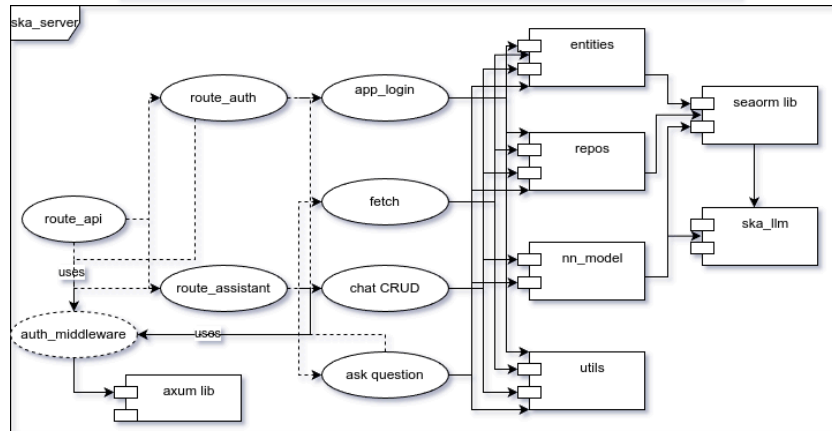 ska_server
entities
route_auth
app_login
seaorm lib
repos
route_api
fetch
ska_llm
nn_model
uses
route_assistant
chat CRUD
auth_middleware
uses
ask question
utils
axum lib